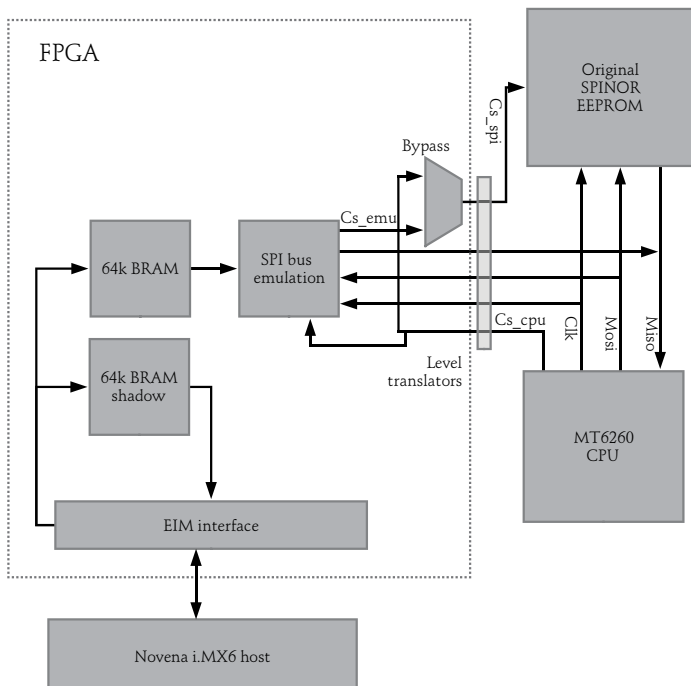 FPGA
Original
SPINOR
EEPROM
Cs_spi
Bypass
Cs_emu
64k BRAM
SPI bus
emulation
Cs_cpu
Clk
Mosi
Miso
Level
translators
64k BRAM
shadow
MT6260
CPU
EIM interface
Novena i.MX6 host